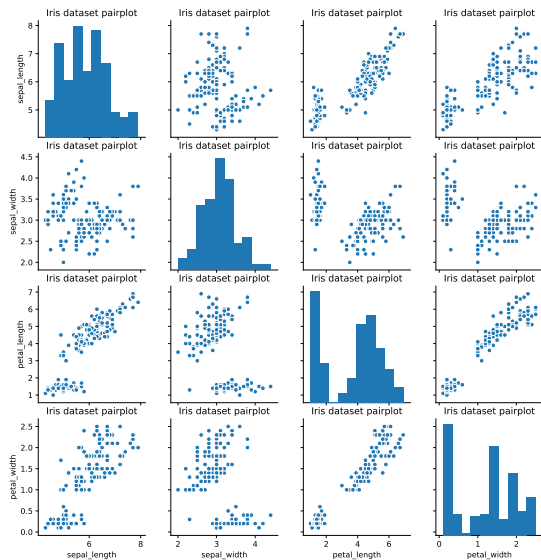 Iris dataset pairplot Iris dataset pairplot Iris dataset pairplot Iris dataset pairplot
8
7
6
5
sepal_length
Iris dataset pairplot Iris dataset pairplot Iris dataset pairplot Iris dataset pairplot
4.5
4.0
3.5
3.0
2.5
2.0
sepal_width
Iris dataset pairplot Iris dataset pairplot Iris dataset pairplot Iris dataset pairplot
7
6
5
4
3
2
1
petal_length
Iris dataset pairplot Iris dataset pairplot Iris dataset pairplot Iris dataset pairplot
2.5
2.0
1.5
1.0
0.5
0.0
petal_width
6 8 2 3 4 2 4 6 0 1 2
sepal_length sepal_width petal_length petal_width